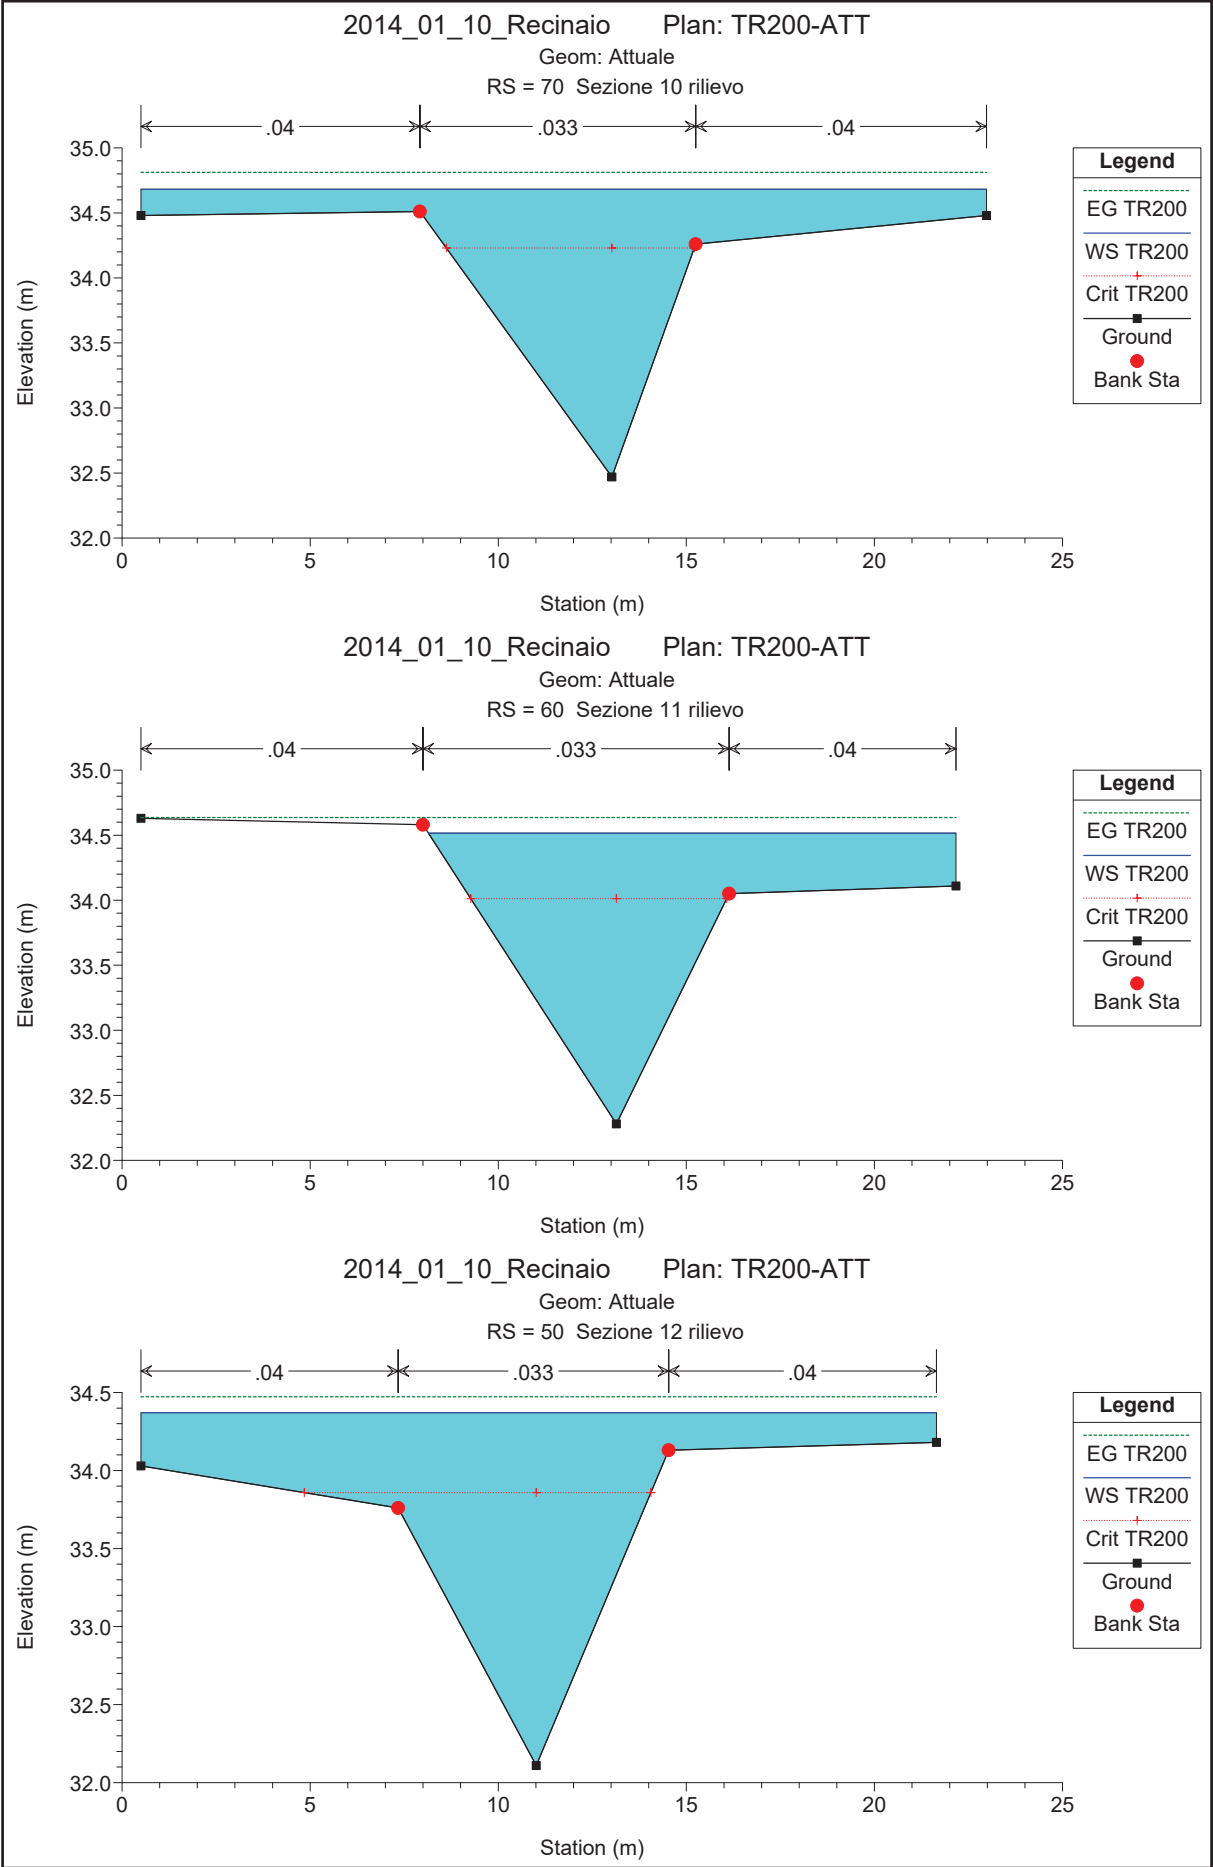 2014_01_10_Recinaio Plan: TR200-ATT
Geom: Attuale
RS = 70 Sezione 10 rilievo
.04 .033 .04
35.0
34.5
34.0
33.5
33.0
32.5
32.0
Elevation (m)
0 5 10 15 20 25
Station (m)
Legend
EG TR200
WS TR200
Crit TR200
Ground
Bank Sta
2014_01_10_Recinaio Plan: TR200-ATT
Geom: Attuale
RS = 60 Sezione 11 rilievo
.04 .033 .04
35.0
34.5
34.0
33.5
33.0
32.5
32.0
Elevation (m)
0 5 10 15 20 25
Station (m)
Legend
EG TR200
WS TR200
Crit TR200
Ground
Bank Sta
2014_01_10_Recinaio Plan: TR200-ATT
Geom: Attuale
RS = 50 Sezione 12 rilievo
.04 .033 .04
34.5
34.0
33.5
33.0
32.5
32.0
Elevation (m)
0 5 10 15 20 25
Station (m)
Legend
EG TR200
WS TR200
Crit TR200
Ground
Bank Sta